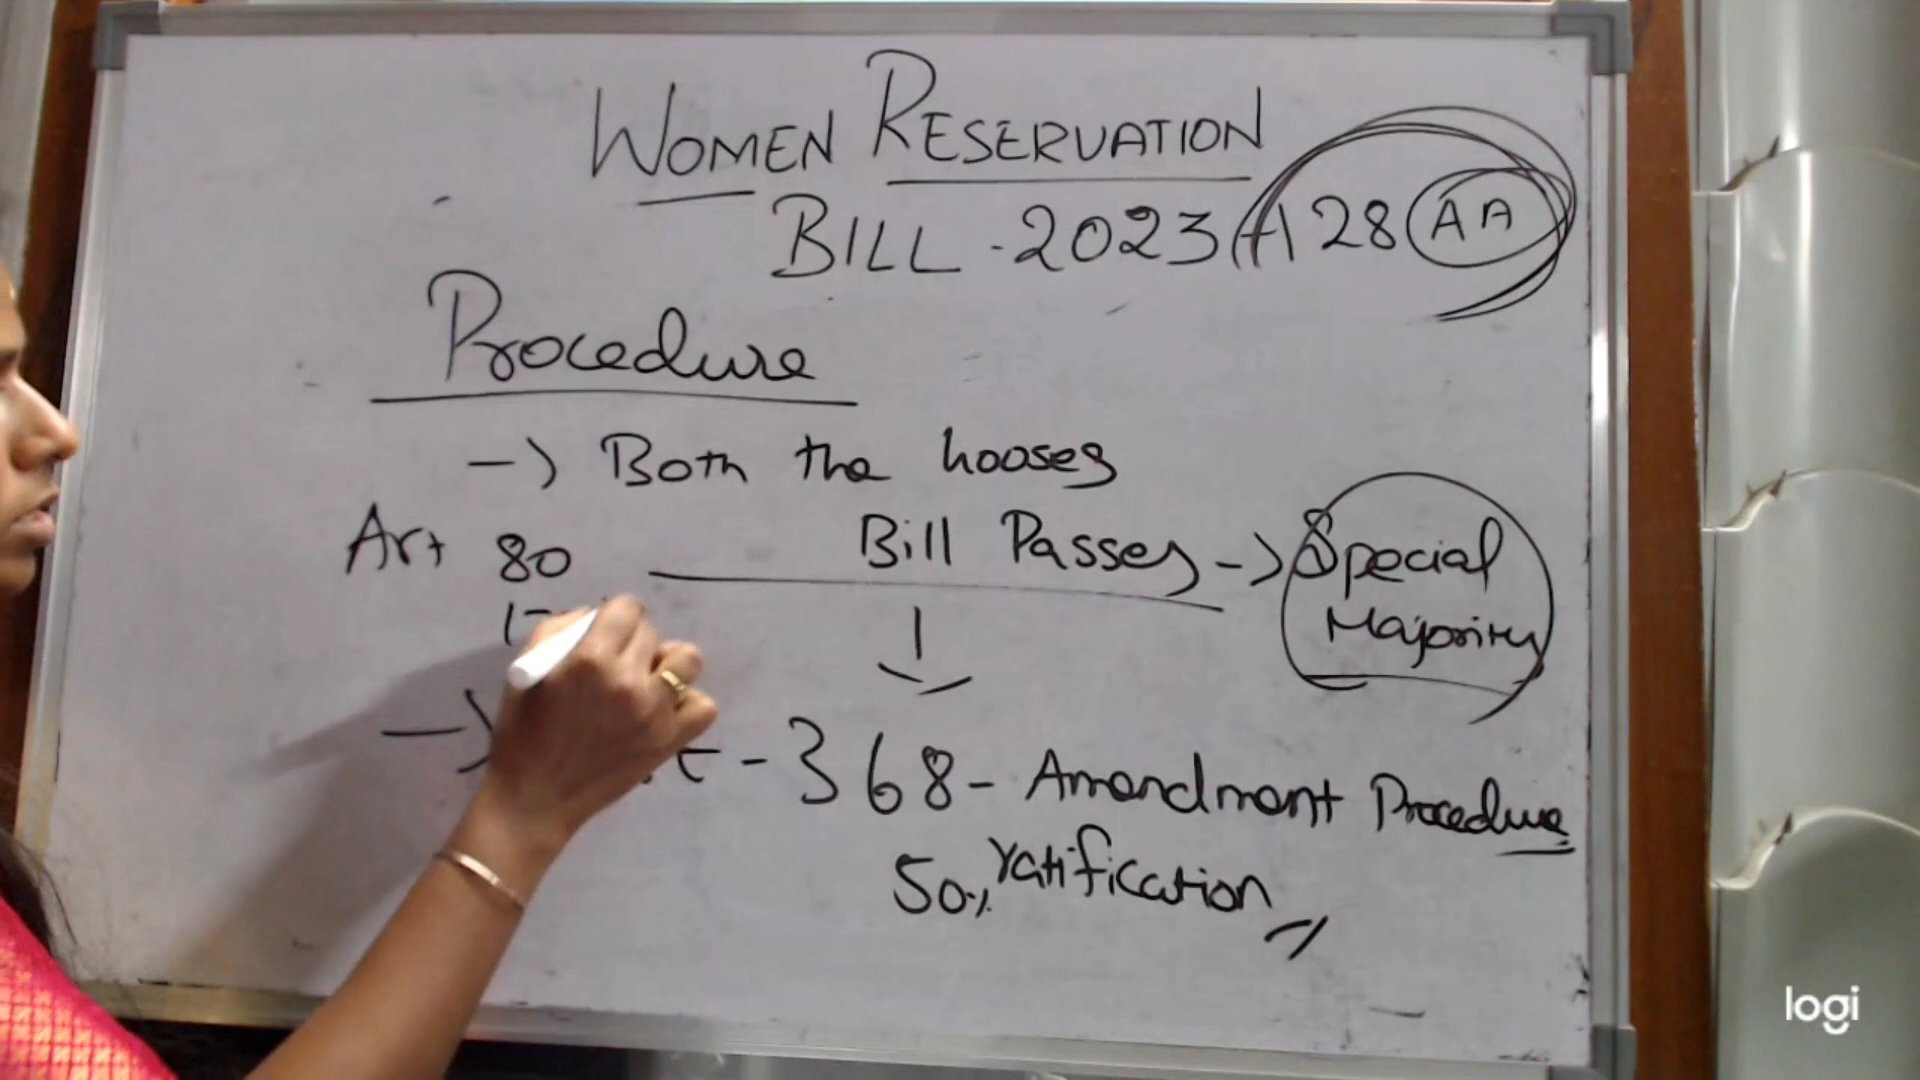 WOMEN RESERVATION
BILL - 2023 (128 AA
Procedure
-> Both the hooses
Art 80 Bill Passes -> Special
Majority
-> - 368 - Amendment Procedure
50% ratification
logi